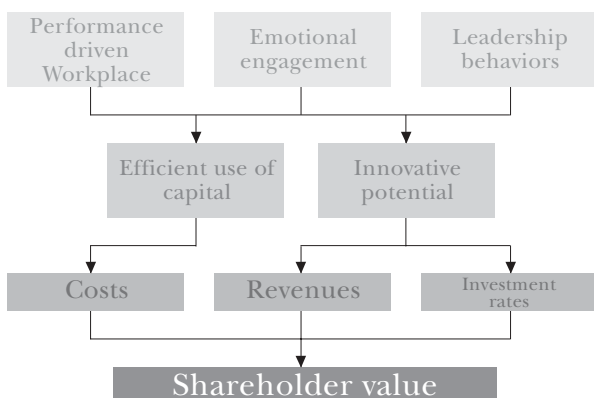 Performance
driven
Workplace
Emotional
engagement
Leadership
behaviors
Efficient use of
capital
Innovative
potential
Costs
Revenues
Investment
rates
Shareholder value